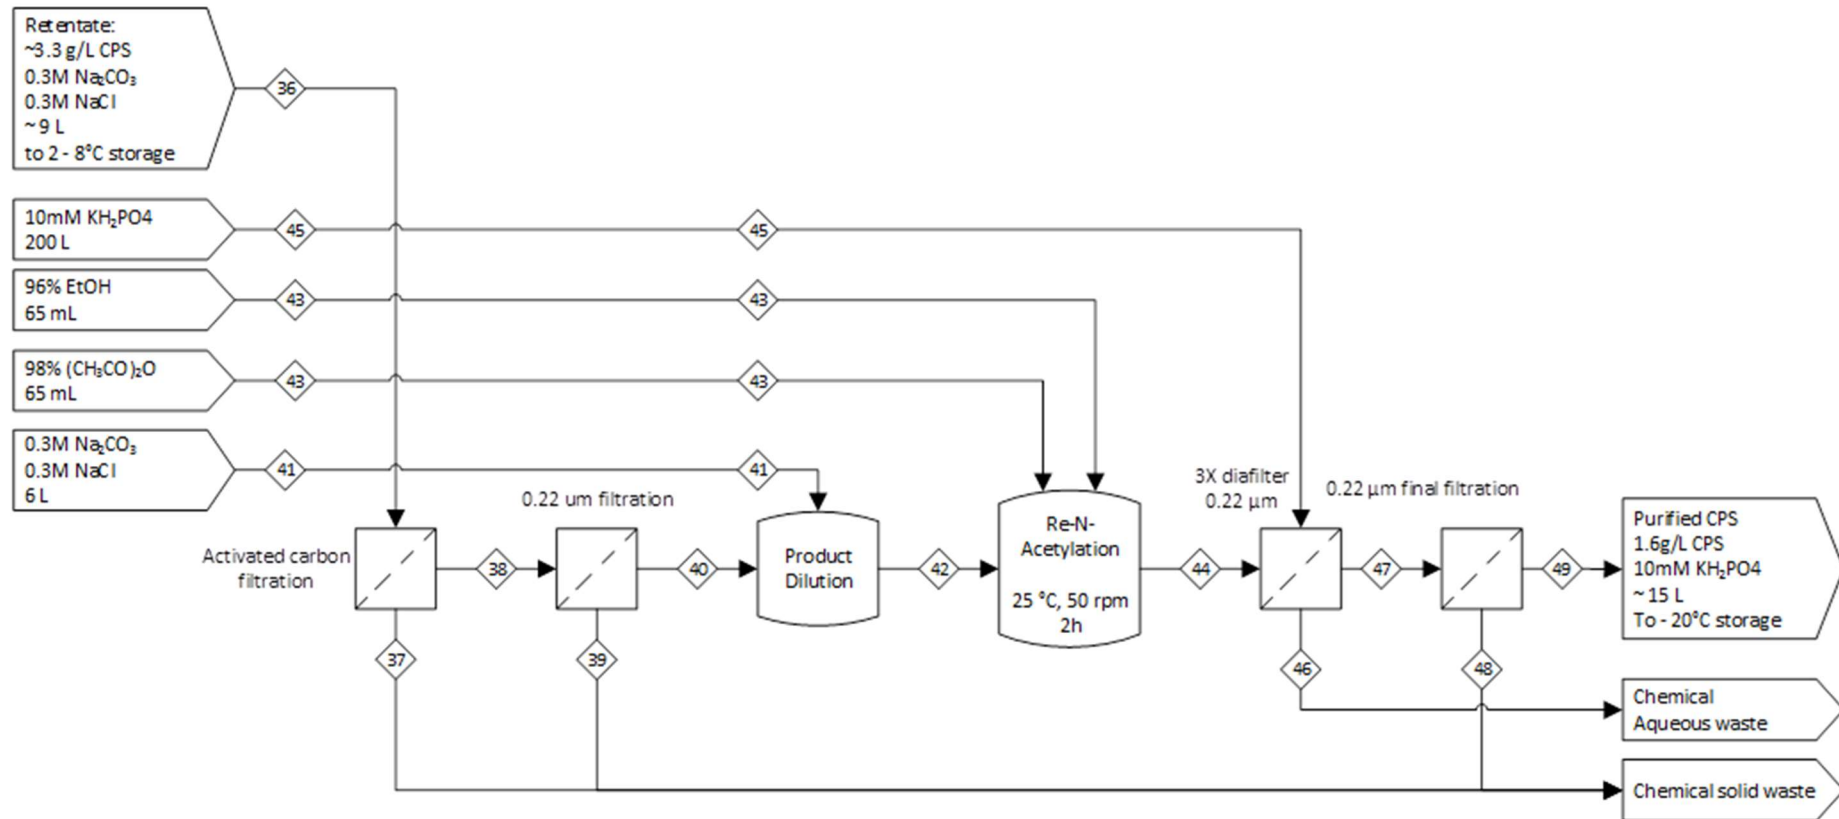 Retentate:
~3.3 g/L CPS
0.3M Na₂CO₃
0.3M NaCl
~ 9 L
to 2 - 8°C storage
36
10mM KH₂PO4
200 L
45
45
96% EtOH
65 mL
43
43
98% (CH₃CO)₂O
65 mL
43
43
0.3M Na₂CO₃
0.3M NaCl
6 L
41
41
Activated carbon
filtration
38
0.22 um filtration
40
Product
Dilution
42
Re-N-
Acetylation
25 °C, 50 rpm
2h
44
3X diafilter
0.22 µm
47
0.22 µm final filtration
49
Purified CPS
1.6g/L CPS
10mM KH₂PO4
~ 15 L
To - 20°C storage
37
39
46
48
Chemical
Aqueous waste
Chemical solid waste